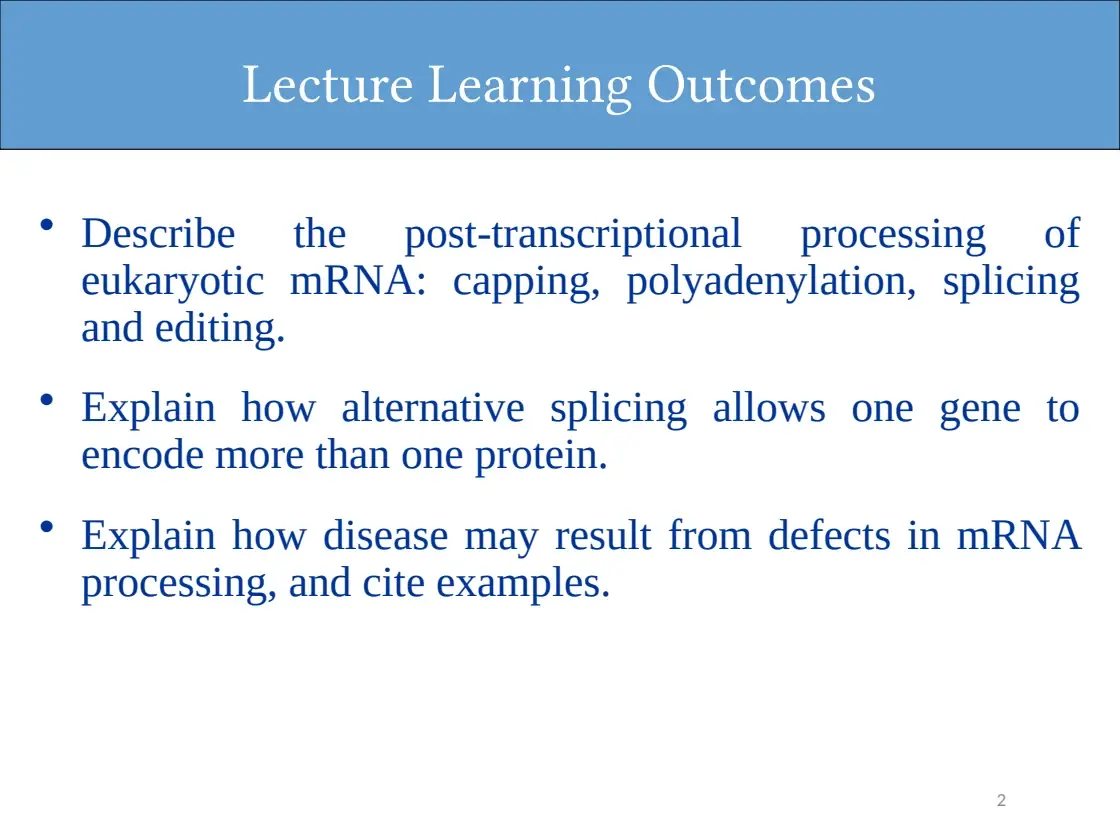 Lecture Learning Outcomes
• Describe the post-transcriptional processing of
eukaryotic mRNA: capping, polyadenylation, splicing
and editing.
• Explain how alternative splicing allows one gene to
encode more than one protein.
• Explain how disease may result from defects in mRNA
processing, and cite examples.
2